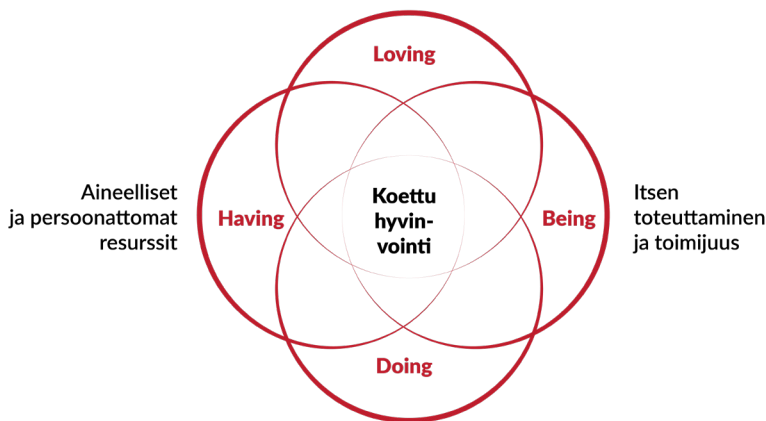 Loving
Aineelliset
ja persoonattomat
resurssit
Having
Koettu
hyvin-
vointi
Being
Itsen
toteuttaminen
ja toimijuus
Doing